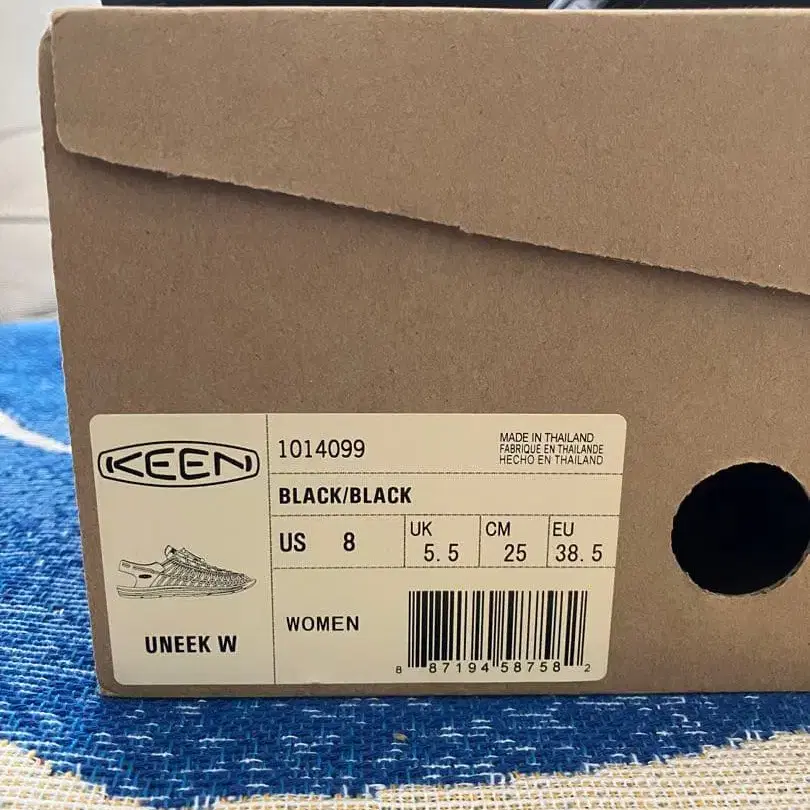 KEEN
1014099
MADE IN THAILAND
FABRIQUE EN THAILANDE
HECHO EN THAILAND
BLACK/BLACK
US 8
UK 5.5
CM 25
EU 38.5
UNEEK W
WOMEN
8 87194 58758 2